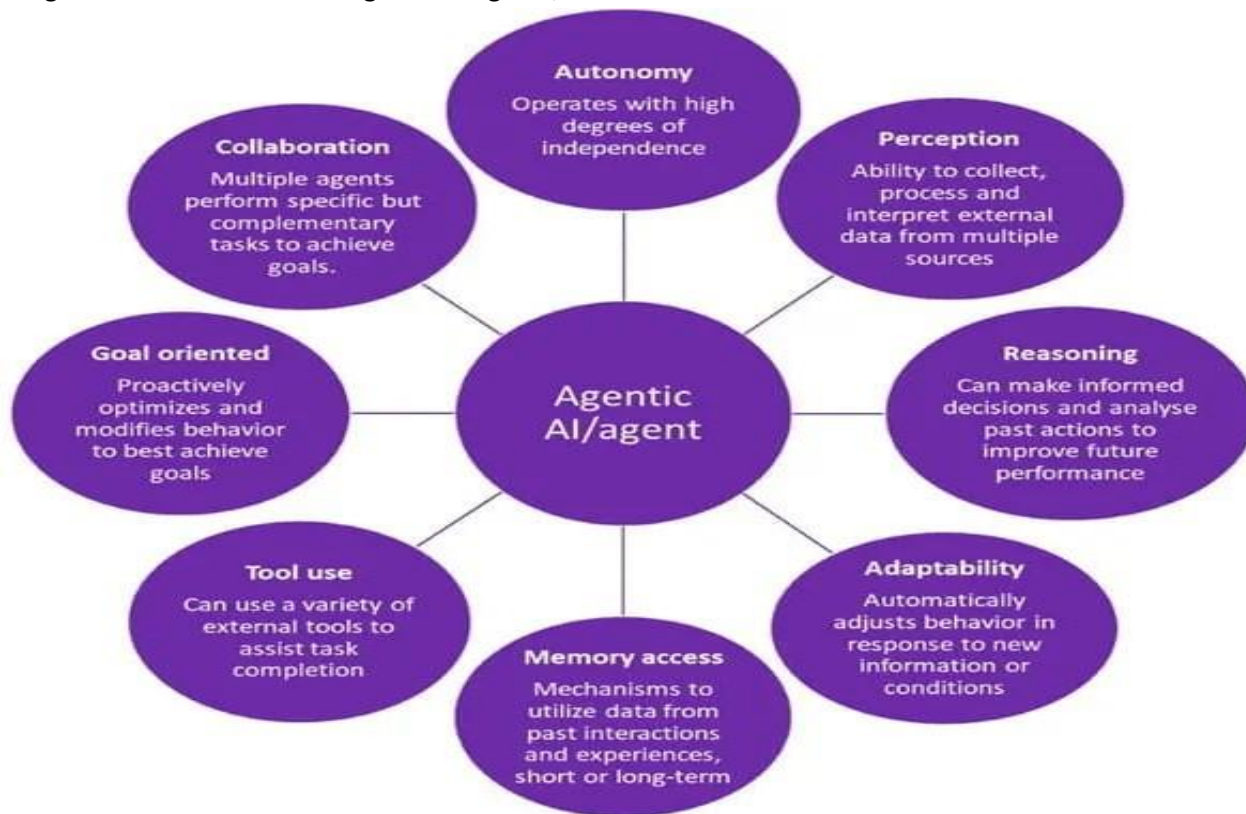 Autonomy
Operates with high
degrees of
independence
Perception
Ability to collect,
process and
interpret external
data from multiple
sources
Reasoning
Can make informed
decisions and analyse
past actions to
improve future
performance
Adaptability
Automatically
adjusts behavior in
response to new
information or
conditions
Memory access
Mechanisms to
utilize data from
past interactions
and experiences,
short or long-term
Tool use
Can use a variety of
external tools to
assist task
completion
Goal oriented
Proactively
optimizes and
modifies behavior
to best achieve
goals
Collaboration
Multiple agents
perform specific but
complementary
tasks to achieve
goals.
Agentic
AI/agent